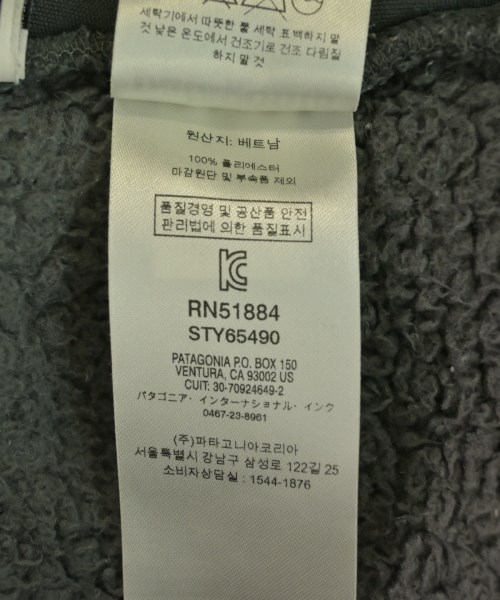 세탁기에서 따뜻한 물 세탁 표백하지 말
것 낮은 온도에서 건조기로 건조 다림질
하지 말 것
원산지: 베트남
100% 폴리에스터
마감원단 및 부속품 제외
품질경영 및 공산품 안전
관리법에 의한 품질표시
RN51884
STY65490
PATAGONIA P.O. BOX 150
VENTURA, CA 93002 US
CUIT: 30-70924649-2
パタゴニア・インターナショナル・インク
0467-23-8961
(주)파타고니아코리아
서울특별시 강남구 삼성로 122길 25
소비자상담실 : 1544-1876